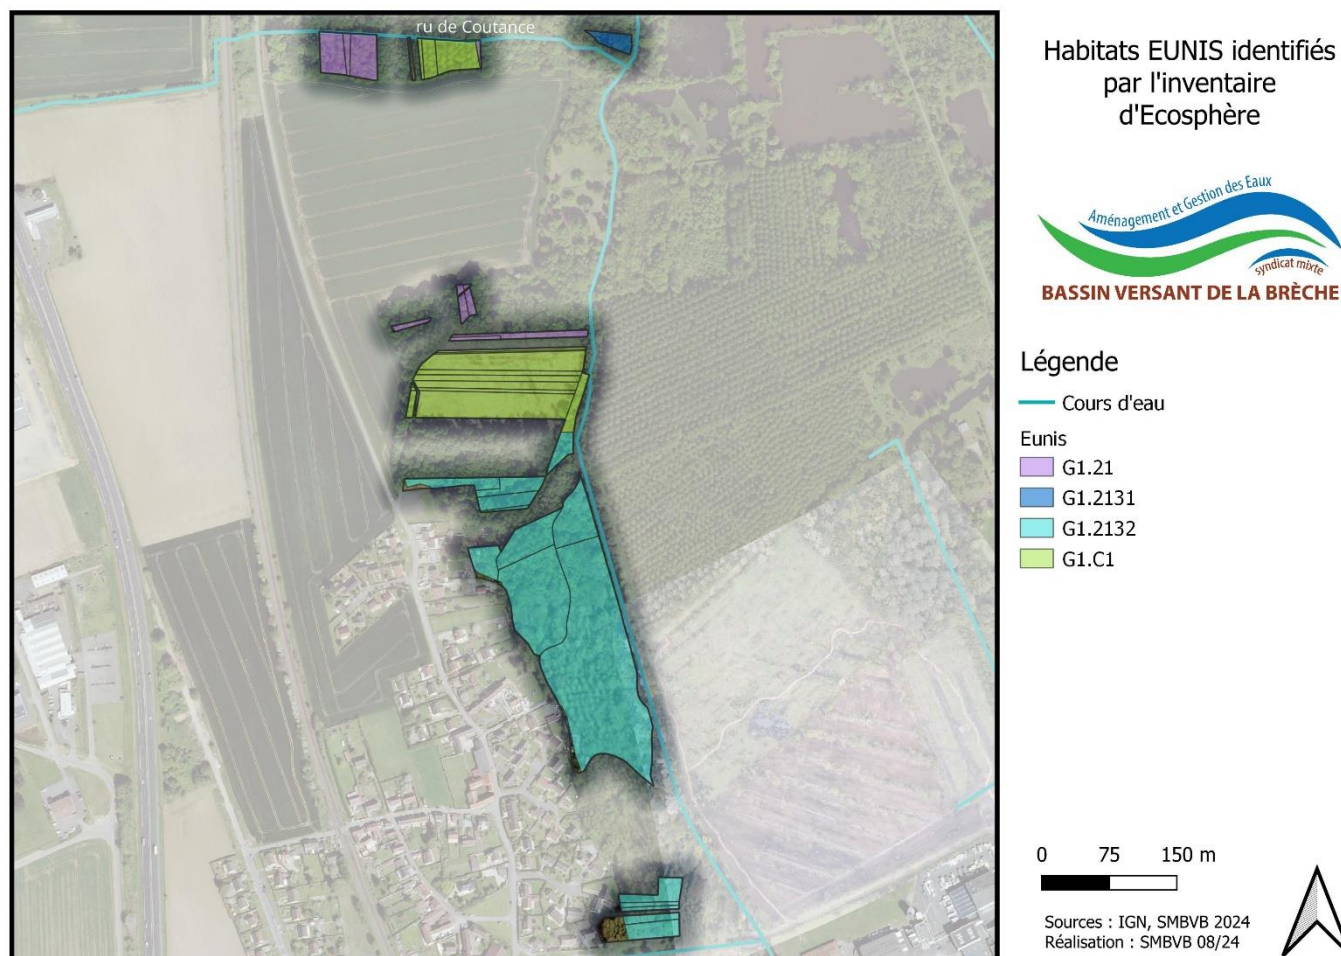 ru de Coutance
Habitats EUNIS identifiés
par l'inventaire
d'Ecosphère
Aménagement et Gestion des Eaux
syndicat mixte
BASSIN VERSANT DE LA BRÈCHE
Légende
Cours d'eau
Eunis
G1.21
G1.2131
G1.2132
G1.C1
0 75 150 m
Sources : IGN, SMBVB 2024
Réalisation : SMBVB 08/24